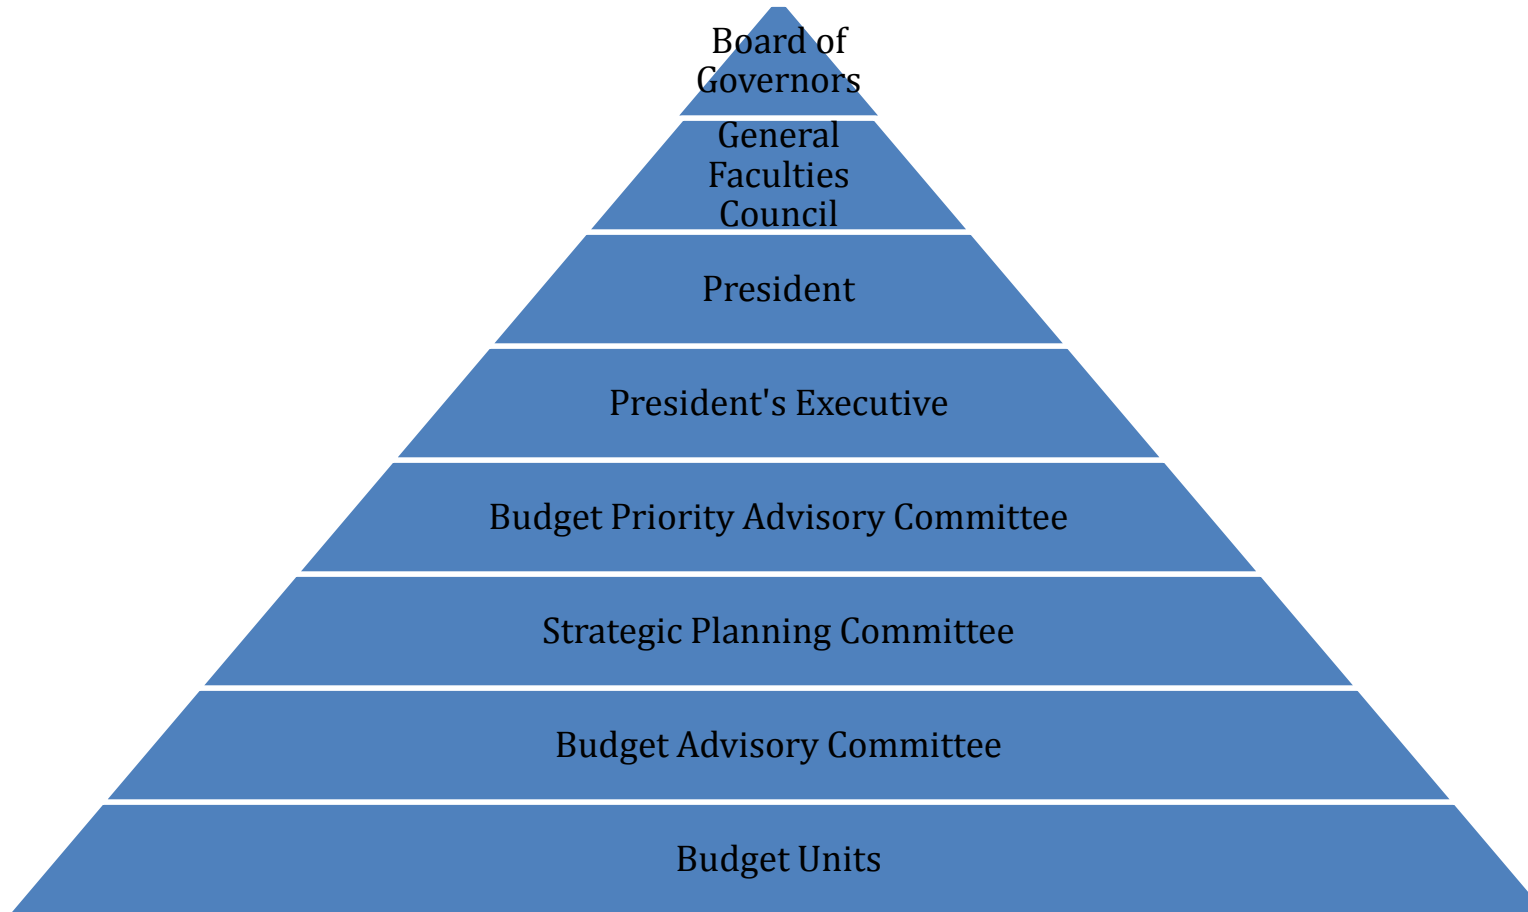 Board of
Governors
General
Faculties
Council
President
President's Executive
Budget Priority Advisory Committee
Strategic Planning Committee
Budget Advisory Committee
Budget Units